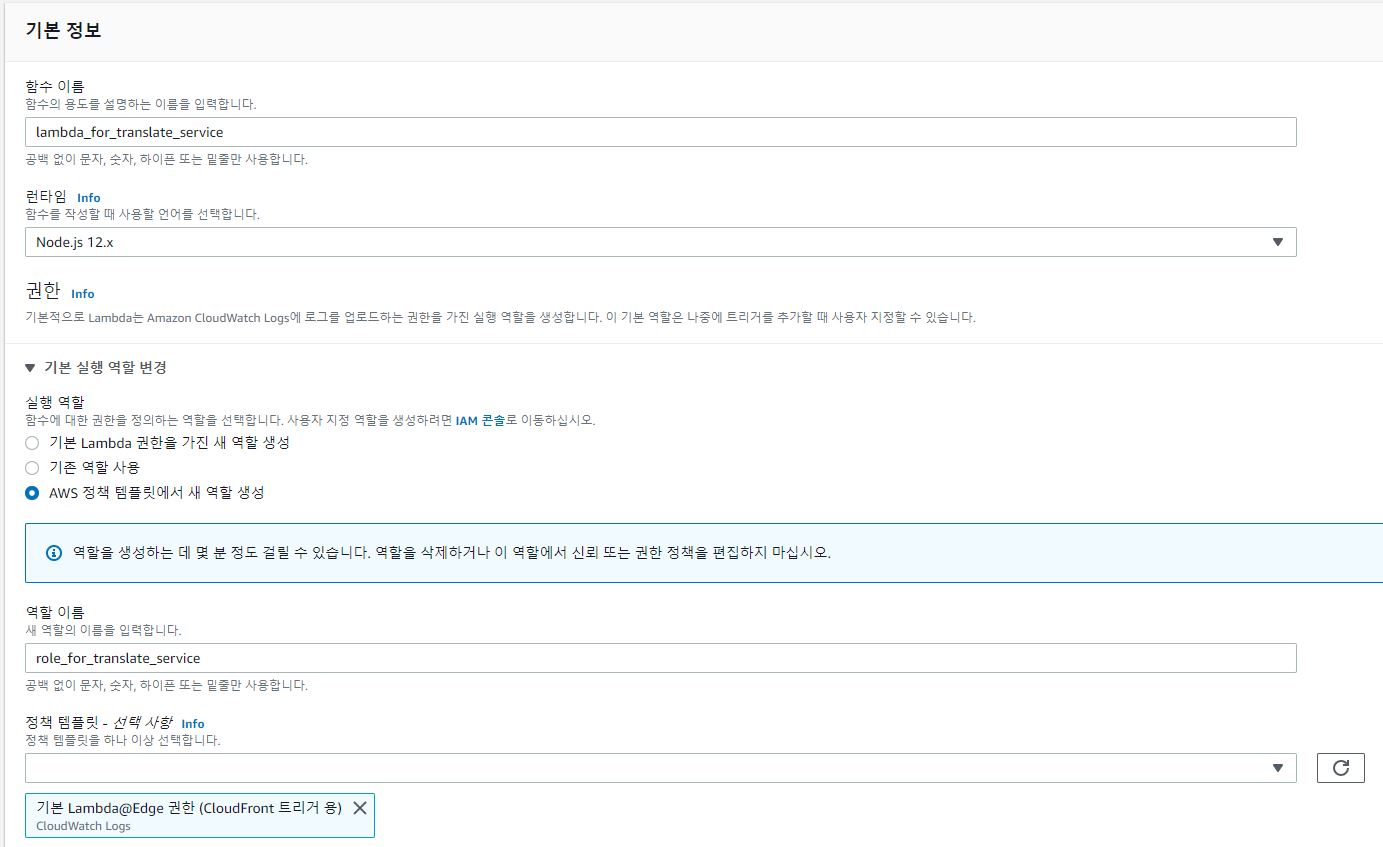 기본 정보
함수 이름
함수의 용도를 설명하는 이름을 입력합니다.
lambda_for_translate_service
공백 없이 문자, 숫자, 하이픈 또는 밑줄만 사용합니다.
런타임 Info
함수를 작성할 때 사용할 언어를 선택합니다.
Node.js 12.x
권한 Info
기본적으로 Lambda는 Amazon CloudWatch Logs에 로그를 업로드하는 권한을 가진 실행 역할을 생성합니다. 이 기본 역할은 나중에 트리거를 추가할 때 사용자 지정할 수 있습니다.
기본 실행 역할 변경
실행 역할
함수에 대한 권한을 정의하는 역할을 선택합니다. 사용자 지정 역할을 생성하려면 IAM 콘솔로 이동하십시오.
기본 Lambda 권한을 가진 새 역할 생성
기존 역할 사용
AWS 정책 템플릿에서 새 역할 생성
역할을 생성하는 데 몇 분 정도 걸릴 수 있습니다. 역할을 삭제하거나 이 역할에서 신뢰 또는 권한 정책을 편집하지 마십시오.
역할 이름
새 역할의 이름을 입력합니다.
role_for_translate_service
공백 없이 문자, 숫자, 하이픈 또는 밑줄만 사용합니다.
정책 템플릿 - 선택 사항 Info
정책 템플릿을 하나 이상 선택합니다.
기본 Lambda@Edge 권한 (CloudFront 트리거 용)
CloudWatch Logs